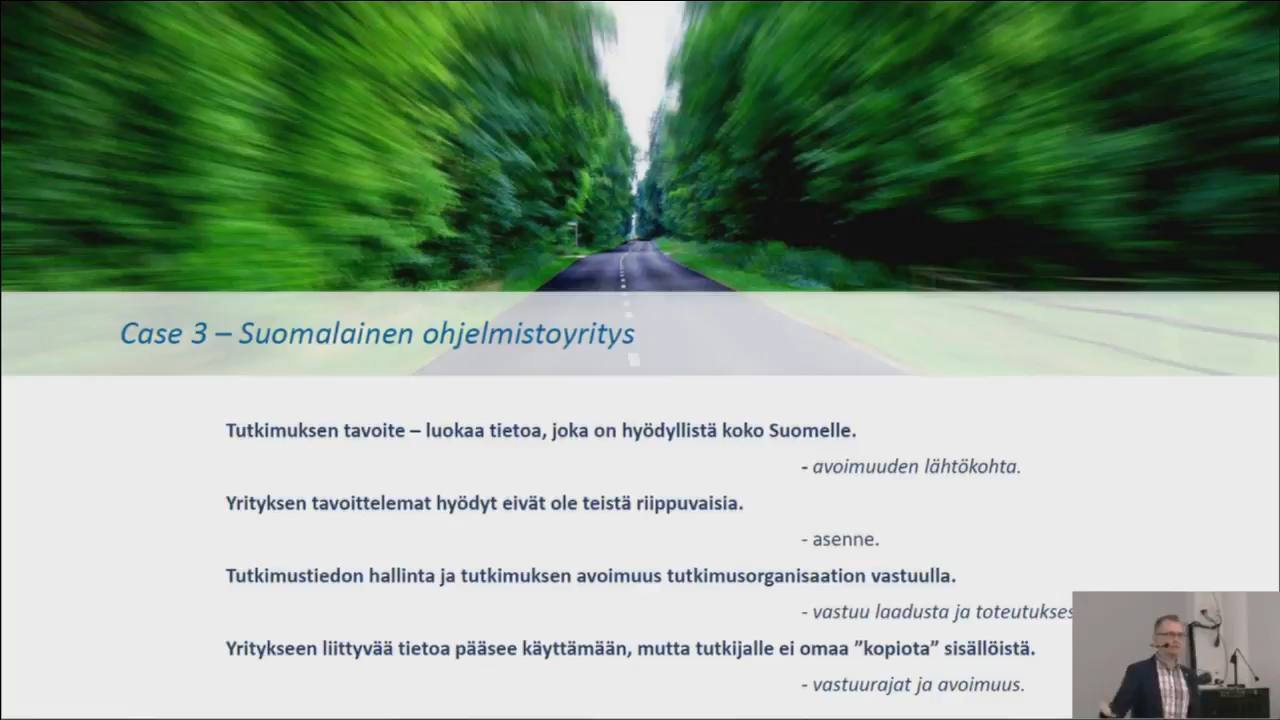 Case 3 – Suomalainen ohjelmistoyritys
Tutkimuksen tavoite – luokaa tietoa, joka on hyödyllistä koko Suomelle.
- avoimuuden lähtökohta.
Yrityksen tavoittelemat hyödyt eivät ole teistä riippuvaisia.
- asenne.
Tutkimustiedon hallinta ja tutkimuksen avoimuus tutkimusorganisaation vastuulla.
- vastuu laadusta ja toteutukses
Yritykseen liittyvää tietoa pääsee käyttämään, mutta tutkijalle ei omaa ”kopiota” sisällöistä.
- vastuurajat ja avoimuus.